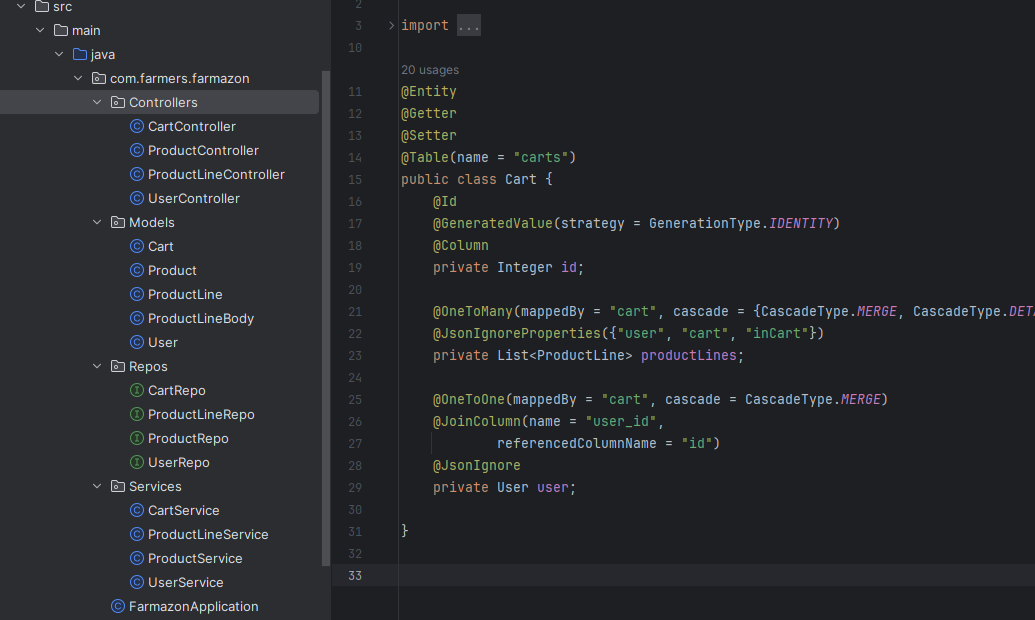 src
main
java
com.farmers.farmazon
Controllers
CartController
ProductController
ProductLineController
UserController
Models
Cart
Product
ProductLine
ProductLineBody
User
Repos
CartRepo
ProductLineRepo
ProductRepo
UserRepo
Services
CartService
ProductLineService
ProductService
UserService
FarmazonApplication
2
3 import ...
10
20 usages
11 @Entity
12 @Getter
13 @Setter
14 @Table(name = "carts")
15 public class Cart {
16 @Id
17 @GeneratedValue(strategy = GenerationType.IDENTITY)
18 @Column
19 private Integer id;
20
21 @OneToMany(mappedBy = "cart", cascade = {CascadeType.MERGE, CascadeType.DET
22 @JsonIgnoreProperties({"user", "cart", "inCart"})
23 private List<ProductLine> productLines;
24
25 @OneToOne(mappedBy = "cart", cascade = CascadeType.MERGE)
26 @JoinColumn(name = "user_id",
27 referencedColumnName = "id")
28 @JsonIgnore
29 private User user;
30
31 }
32
33